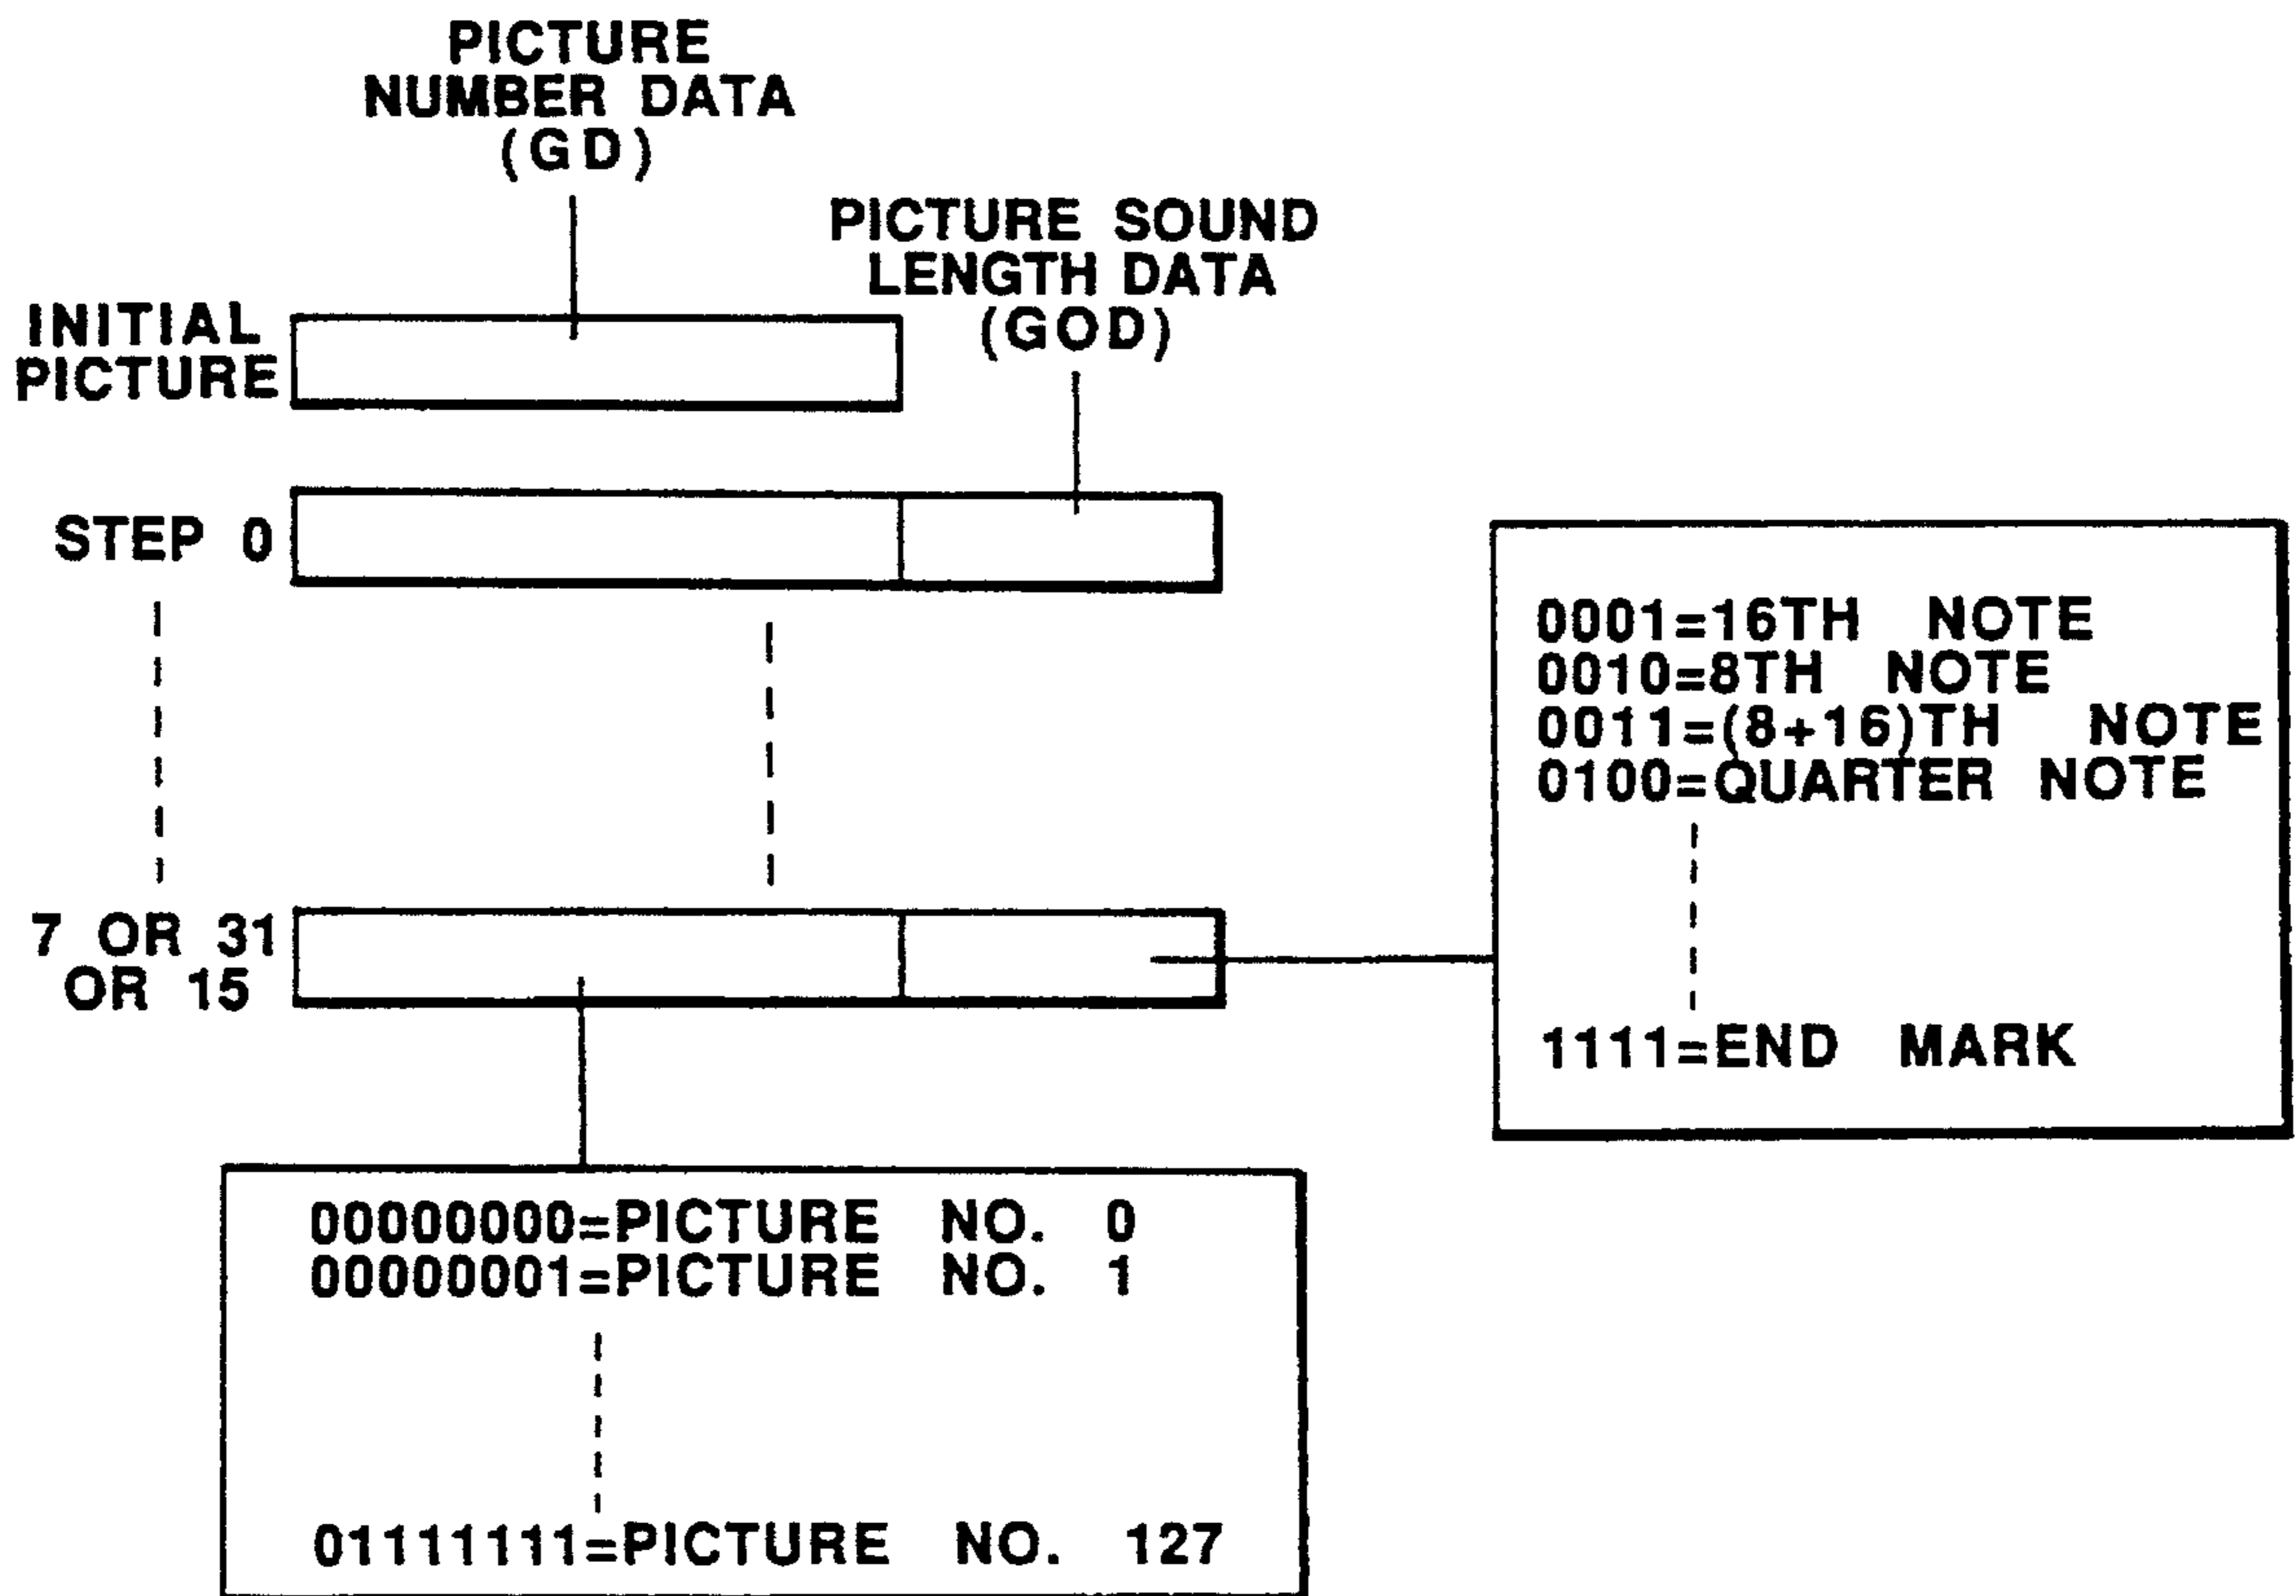 PICTURE
NUMBER DATA
(GD)
PICTURE SOUND
LENGTH DATA
(GOD)
INITIAL
PICTURE
STEP 0
7 OR 31
OR 15
0001=16TH NOTE
0010=8TH NOTE
0011=(8+16)TH NOTE
0100=QUARTER NOTE
1111=END MARK
00000000=PICTURE NO. 0
00000001=PICTURE NO. 1
01111111=PICTURE NO. 127